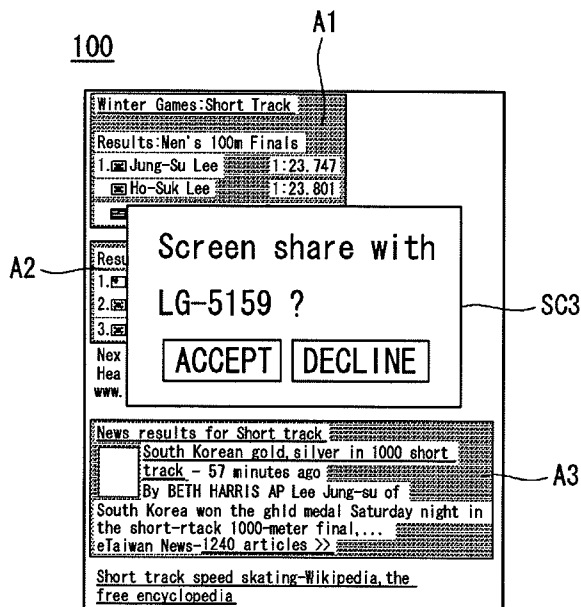 100
A1
Winter Games:Short Track
Results:Nen's 100m Finals
1. Jung-Su Lee 1:23.747
Ho-Suk Lee 1:23.801
A2
Resu
1.
2.
3.
Nex
Hea
www.
Screen share with
LG-5159 ?
ACCEPT DECLINE
SC3
News results for Short track
South Korean gold,silver in 1000 short
track - 57 minutes ago
By BETH HARRIS AP Lee Jung-su of
South Korea won the ghld medal Saturday night in
the short-rtack 1000-meter final,...
eTaiwan News-1240 articles >>
A3
Short track speed skating-Wikipedia,the
free encyclopedia